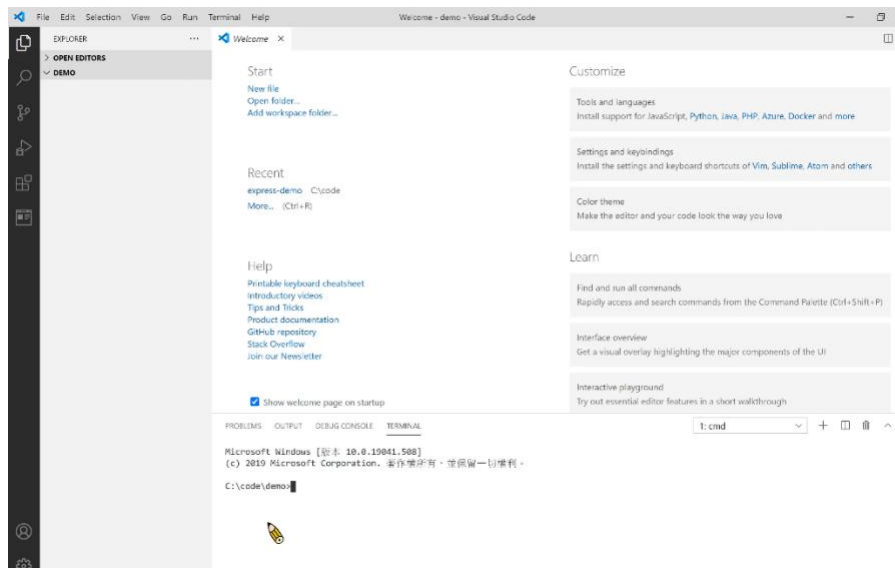 File Edit Selection View Go Run Terminal Help
Welcome - demo - Visual Studio Code
EXPLORER ...
OPEN EDITORS
DEMO
Welcome
Start
New file
Open folder...
Add workspace folder...
Recent
express-demo C:\code
More... (Ctrl+R)
Help
Printable keyboard cheatsheet
Introductory videos
Tips and Tricks
Product documentation
GitHub repository
Stack Overflow
Join our Newsletter
Show welcome page on startup
Customize
Tools and languages
Install support for JavaScript, Python, Java, PHP, Azure, Docker and more
Settings and keybindings
Install the settings and keyboard shortcuts of Vim, Sublime, Atom and others
Color theme
Make the editor and your code look the way you love
Learn
Find and run all commands
Rapidly access and search commands from the Command Palette (Ctrl+Shift+P)
Interface overview
Get a visual overlay highlighting the major components of the UI
Interactive playground
Try out essential editor features in a short walkthrough
PROBLEMS OUTPUT DEBUG CONSOLE TERMINAL
1: cmd
Microsoft Windows [版本 10.0.19041.508]
(c) 2019 Microsoft Corporation. 著作權所有，並保留一切權利。
C:\code\demo>